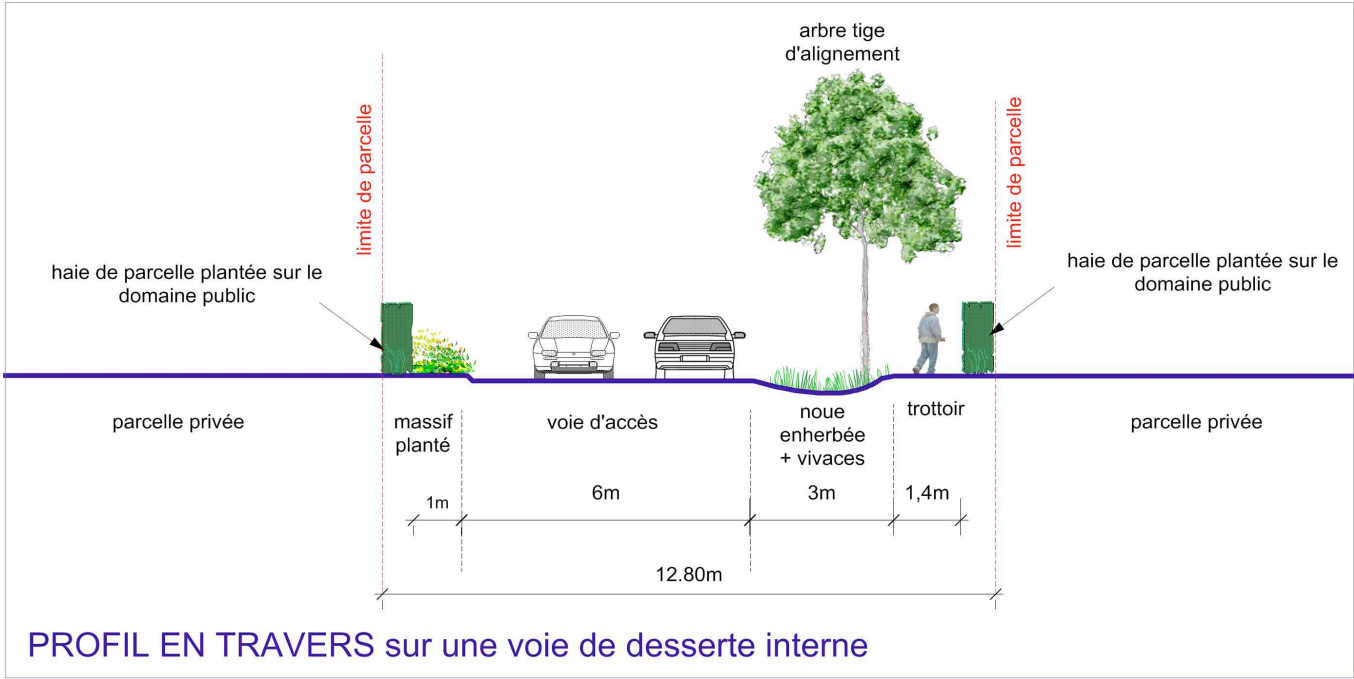 arbre tige
d'alignement
limite de parcelle
limite de parcelle
haie de parcelle plantée sur le
domaine public
haie de parcelle plantée sur le
domaine public
parcelle privée
massif
planté
voie d'accès
noue
enherbée
+ vivaces
trottoir
parcelle privée
1m
6m
3m
1,4m
12.80m
PROFIL EN TRAVERS sur une voie de desserte interne